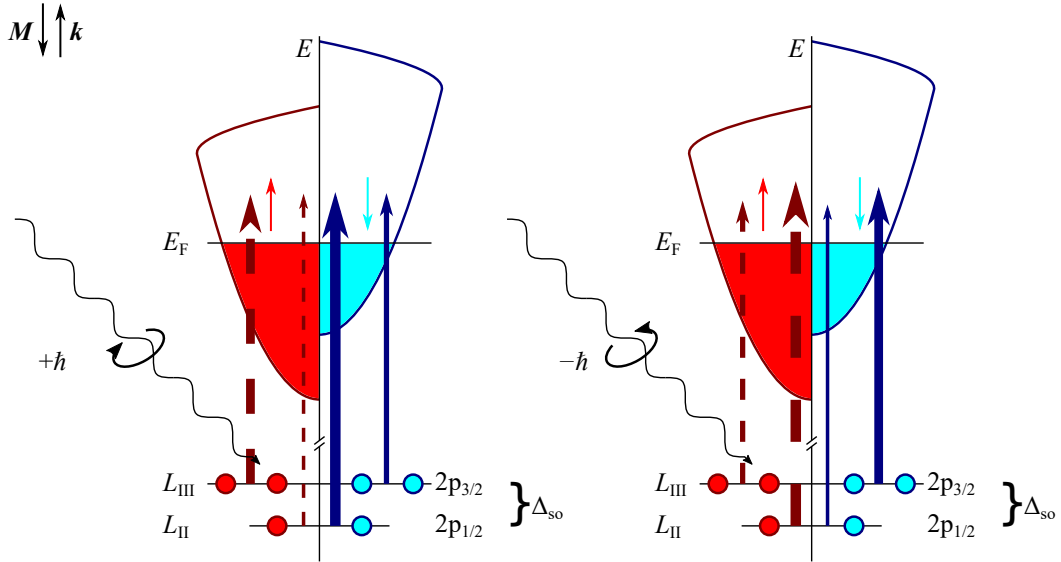 M k
E
E_F
+ħ
L_III 2p_3/2
L_II 2p_1/2
} Δ_so
E
E_F
−ħ
L_III 2p_3/2
L_II 2p_1/2
} Δ_so